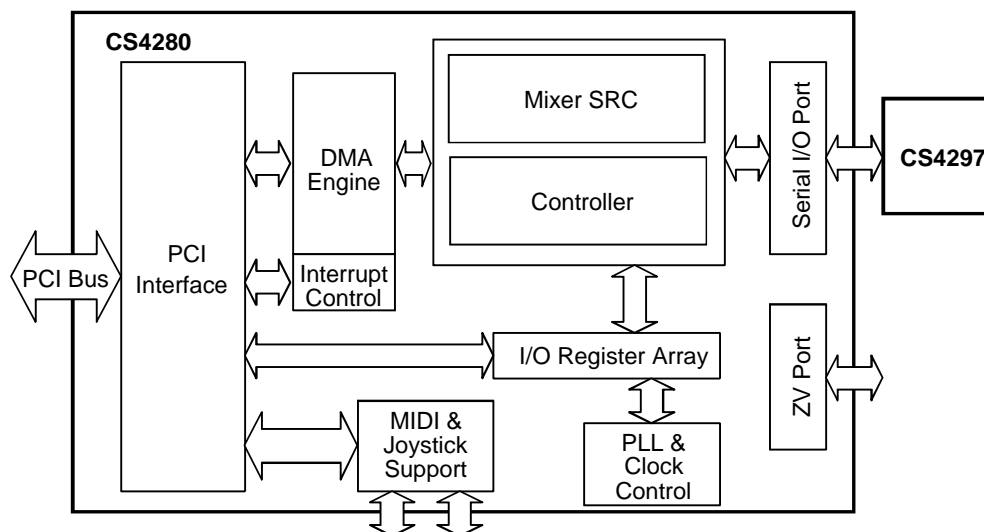 CS4280
PCI Bus
PCI
Interface
DMA
Engine
Interrupt
Control
Mixer SRC
Controller
Serial I/O Port
CS4297
I/O Register Array
ZV Port
MIDI &
Joystick
Support
PLL &
Clock
Control